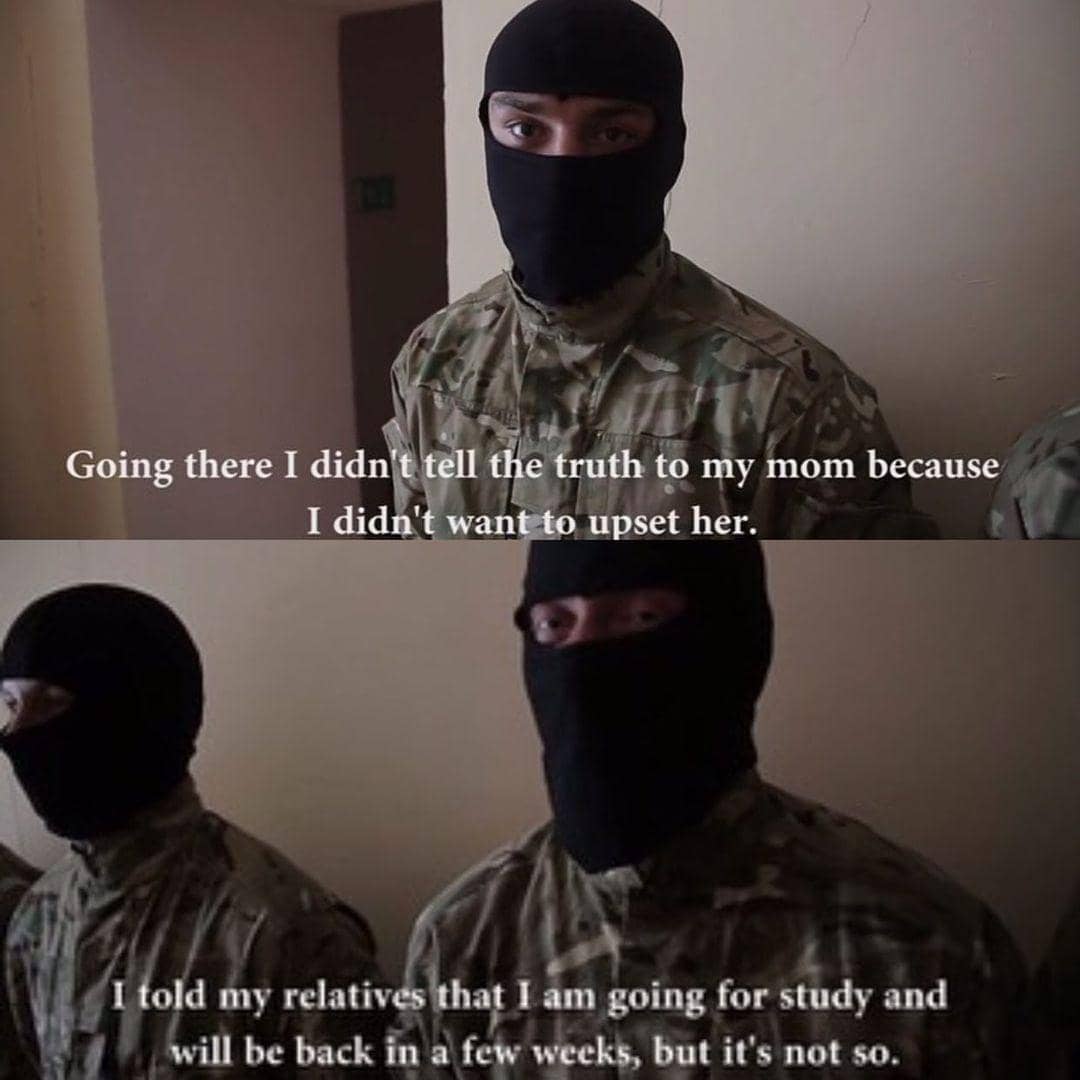 Going there I didn't tell the truth to my mom because
I didn't want to upset her.
I told my relatives that I am going for study and
will be back in a few weeks, but it's not so.